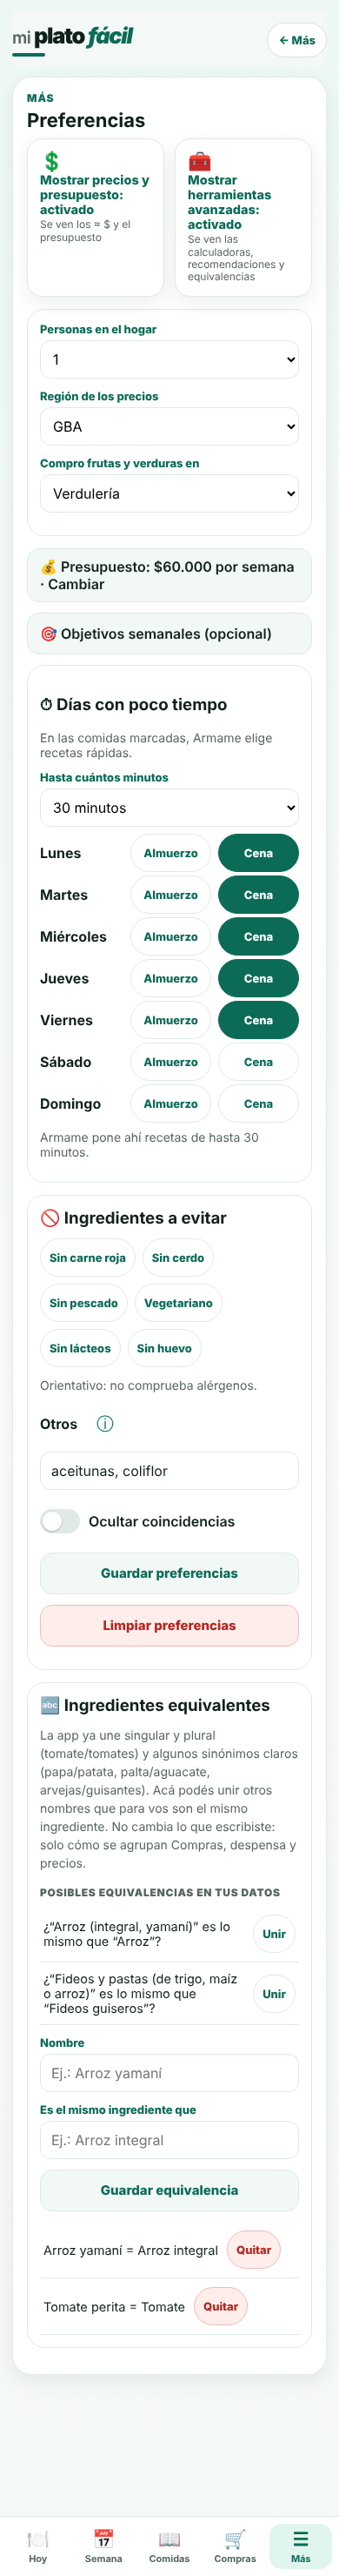 mi plato fácil
← Más
MÁS
Preferencias
Mostrar precios y
presupuesto:
activado
Se ven los ≈ $ y el
presupuesto
Mostrar
herramientas
avanzadas:
activado
Se ven las
calculadoras,
recomendaciones y
equivalencias
Personas en el hogar
1
Región de los precios
GBA
Compro frutas y verduras en
Verdulería
Presupuesto: $60.000 por semana
· Cambiar
Objetivos semanales (opcional)
Días con poco tiempo
En las comidas marcadas, Armame elige
recetas rápidas.
Hasta cuántos minutos
30 minutos
Lunes Almuerzo Cena
Martes Almuerzo Cena
Miércoles Almuerzo Cena
Jueves Almuerzo Cena
Viernes Almuerzo Cena
Sábado Almuerzo Cena
Domingo Almuerzo Cena
Armame pone ahí recetas de hasta 30
minutos.
Ingredientes a evitar
Sin carne roja Sin cerdo
Sin pescado Vegetariano
Sin lácteos Sin huevo
Orientativo: no comprueba alérgenos.
Otros ⓘ
aceitunas, coliflor
Ocultar coincidencias
Guardar preferencias
Limpiar preferencias
Ingredientes equivalentes
La app ya une singular y plural
(tomate/tomates) y algunos sinónimos claros
(papa/patata, palta/aguacate,
arvejas/guisantes). Acá podés unir otros
nombres que para vos son el mismo
ingrediente. No cambia lo que escribiste:
solo cómo se agrupan Compras, despensa y
precios.
POSIBLES EQUIVALENCIAS EN TUS DATOS
¿“Arroz (integral, yamaní)” es lo
mismo que “Arroz”?
Unir
¿“Fideos y pastas (de trigo, maíz
o arroz)” es lo mismo que
“Fideos guiseros”?
Unir
Nombre
Ej.: Arroz yamaní
Es el mismo ingrediente que
Ej.: Arroz integral
Guardar equivalencia
Arroz yamaní = Arroz integral Quitar
Tomate perita = Tomate Quitar
Hoy Semana Comidas Compras Más